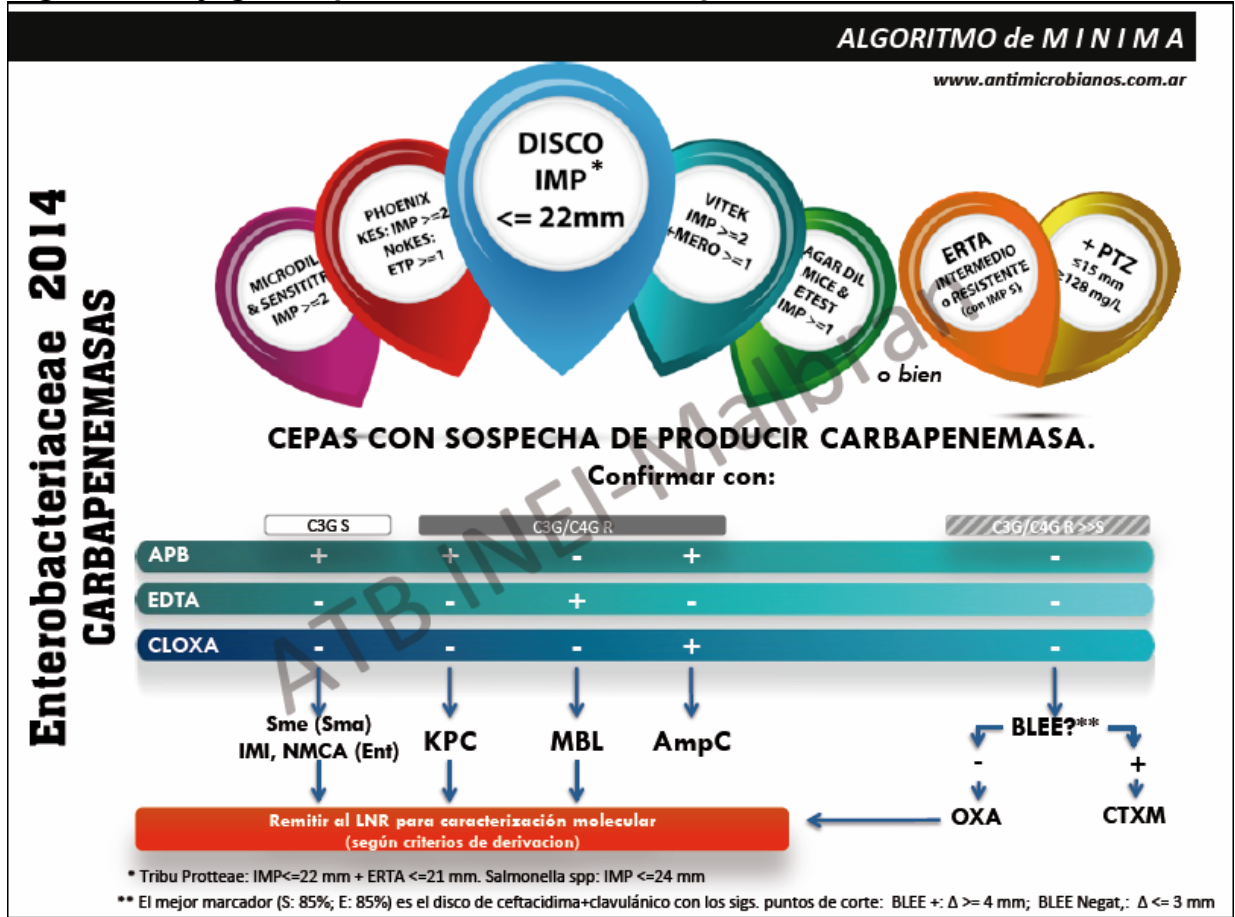 ALGORITMO de M I N I M A
www.antimicrobianos.com.ar
Enterobacteriaceae 2014
CARBAPENEMASAS
MICRODIL
& SENSITITR
IMP >=2
PHOENIX
KES: IMP >=2
NoKES:
ETP >=1
DISCO
IMP*
<= 22mm
VITEK
IMP >=2
+MERO >=1
AGAR DIL
MICE &
ETEST
IMP >=1
o bien
ERTA
INTERMEDIO
o RESISTENTE
(con IMP S)
+ PTZ
≤15 mm
≥128 mg/L
CEPAS CON SOSPECHA DE PRODUCIR CARBAPENEMASA.
Confirmar con:
C3G S C3G/C4G R C3G/C4G R >>S
APB + + - + -
EDTA - - + - -
CLOXA - - - + -
Sme (Sma)
IMI, NMCA (Ent)
KPC MBL AmpC
BLEE?**
- +
OXA CTXM
Remitir al LNR para caracterización molecular
(según criterios de derivacion)
* Tribu Protteae: IMP<=22 mm + ERTA <=21 mm. Salmonella spp: IMP <=24 mm
** El mejor marcador (S: 85%; E: 85%) es el disco de ceftacidima+clavulánico con los sigs. puntos de corte: BLEE +: Δ >= 4 mm; BLEE Negat,: Δ <= 3 mm
ATB INEI-Malbran